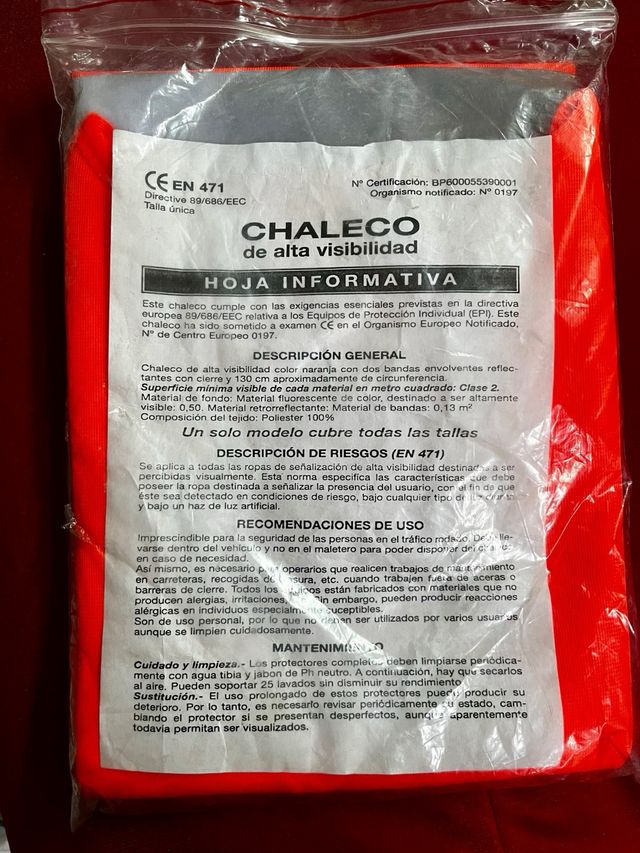 CE EN 471
Directive 89/686/EEC
Talla única
Nº Certificación: BP600055390001
Organismo notificado: Nº 0197
CHALECO
de alta visibilidad
HOJA INFORMATIVA
Este chaleco cumple con las exigencias esenciales previstas en la directiva
europea 89/686/EEC relativa a los Equipos de Protección Individual (EPI). Este
chaleco ha sido sometido a examen CE en el Organismo Europeo Notificado,
Nº de Centro Europeo 0197.
DESCRIPCIÓN GENERAL
Chaleco de alta visibilidad color naranja con dos bandas envolventes reflec-
tantes con cierre y 130 cm aproximadamente de circunferencia.
Superficie mínima visible de cada material en metro cuadrado: Clase 2.
Material de fondo: Material fluorescente de color, destinado a ser altamente
visible: 0,50. Material retrorreflectante: Material de bandas: 0,13 m²
Composición del tejido: Poliester 100%
Un solo modelo cubre todas las tallas
DESCRIPCIÓN DE RIESGOS (EN 471)
Se aplica a todas las ropas de señalización de alta visibilidad destinadas a ser
percibidas visualmente. Esta norma especifica las características que debe
poseer la ropa destinada a señalizar la presencia del usuario, con el fin de que
éste sea detectado en condiciones de riesgo, bajo cualquier tipo de luz diurna
y bajo un haz de luz artificial.
RECOMENDACIONES DE USO
Imprescindible para la seguridad de las personas en el tráfico rodado. Debe lle-
varse dentro del vehículo y no en el maletero para poder disponer del
en caso de necesidad.
Así mismo, es necesario para operarios que realicen trabajos de mantenimiento
en carreteras, recogidas de basura, etc. cuando trabajen fuera de aceras o
barreras de cierre. Todos los equipos están fabricados con materiales que no
producen alergias, irritaciones, Sin embargo, pueden producir reacciones
alérgicas en individuos especialmente suceptibles.
Son de uso personal, por lo que no deben ser utilizados por varios usuarios
aunque se limpien cuidadosamente.
MANTENIMIENTO
Cuidado y limpieza.- Los protectores completos deben limpiarse periódica-
mente con agua tibia y jabon de Ph neutro. A continuación, hay que secarlos
al aire. Pueden soportar 25 lavados sin disminuir su rendimiento.
Sustitución.- El uso prolongado de estos protectores puede producir su
deterioro. Por lo tanto, es necesario revisar periódicamente su estado, cam-
biando el protector si se presentan desperfectos, aunque aparentemente
todavia permitan ser visualizados.